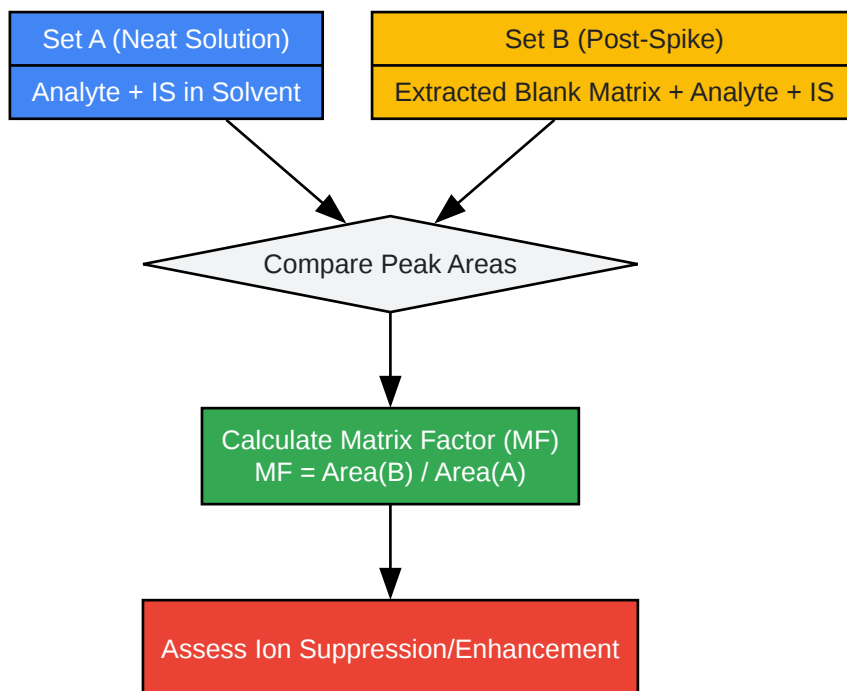 Set A (Neat Solution)
Analyte + IS in Solvent
Set B (Post-Spike)
Extracted Blank Matrix + Analyte + IS
Compare Peak Areas
Calculate Matrix Factor (MF)
MF = Area(B) / Area(A)
Assess Ion Suppression/Enhancement